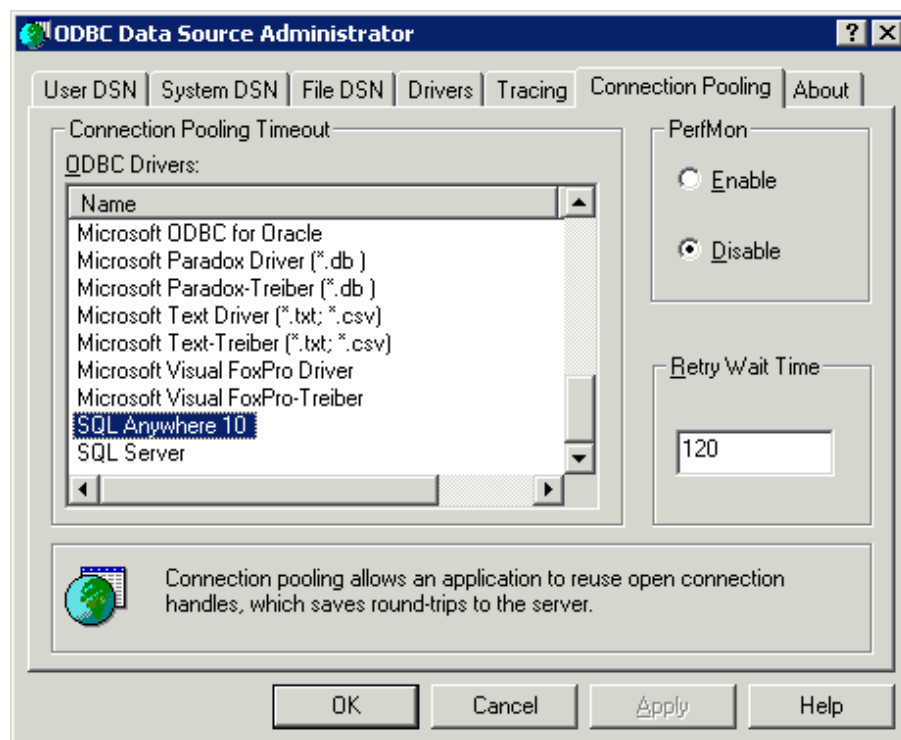 ODBC Data Source Administrator
User DSN System DSN File DSN Drivers Tracing Connection Pooling About
Connection Pooling Timeout
ODBC Drivers:
Name
Microsoft ODBC for Oracle
Microsoft Paradox Driver (*.db )
Microsoft Paradox-Treiber (*.db )
Microsoft Text Driver (*.txt; *.csv)
Microsoft Text-Treiber (*.txt; *.csv)
Microsoft Visual FoxPro Driver
Microsoft Visual FoxPro-Treiber
SQL Anywhere 10
SQL Server
PerfMon
Enable
Disable
Retry Wait Time
120
Connection pooling allows an application to reuse open connection
handles, which saves round-trips to the server.
OK Cancel Apply Help